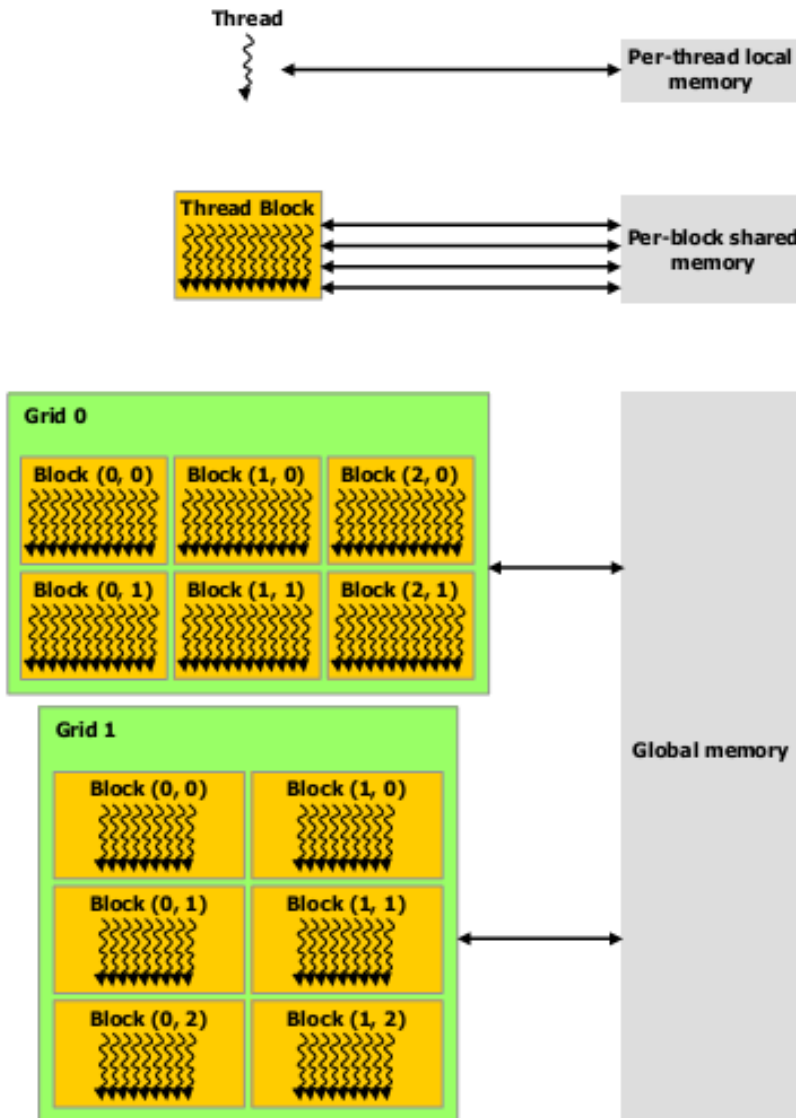 Thread
Per-thread local
memory
Thread Block
Per-block shared
memory
Grid 0
Block (0, 0)
Block (1, 0)
Block (2, 0)
Block (0, 1)
Block (1, 1)
Block (2, 1)
Grid 1
Global memory
Block (0, 0)
Block (1, 0)
Block (0, 1)
Block (1, 1)
Block (0, 2)
Block (1, 2)